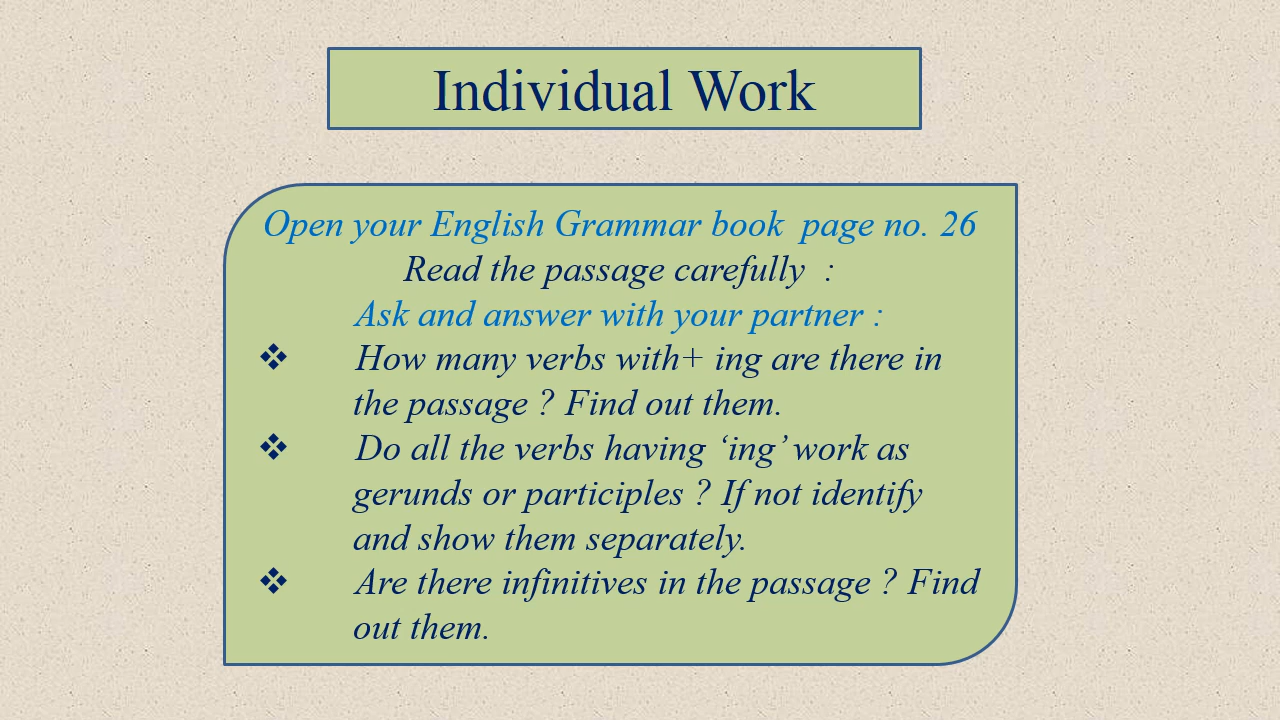 Individual Work
Open your English Grammar book  page no. 26
Read the passage carefully  :
Ask and answer with your partner :
❖ How many verbs with+ ing are there in
the passage ? Find out them.
❖ Do all the verbs having ‘ing’ work as
gerunds or participles ? If not identify
and show them separately.
❖ Are there infinitives in the passage ? Find
out them.